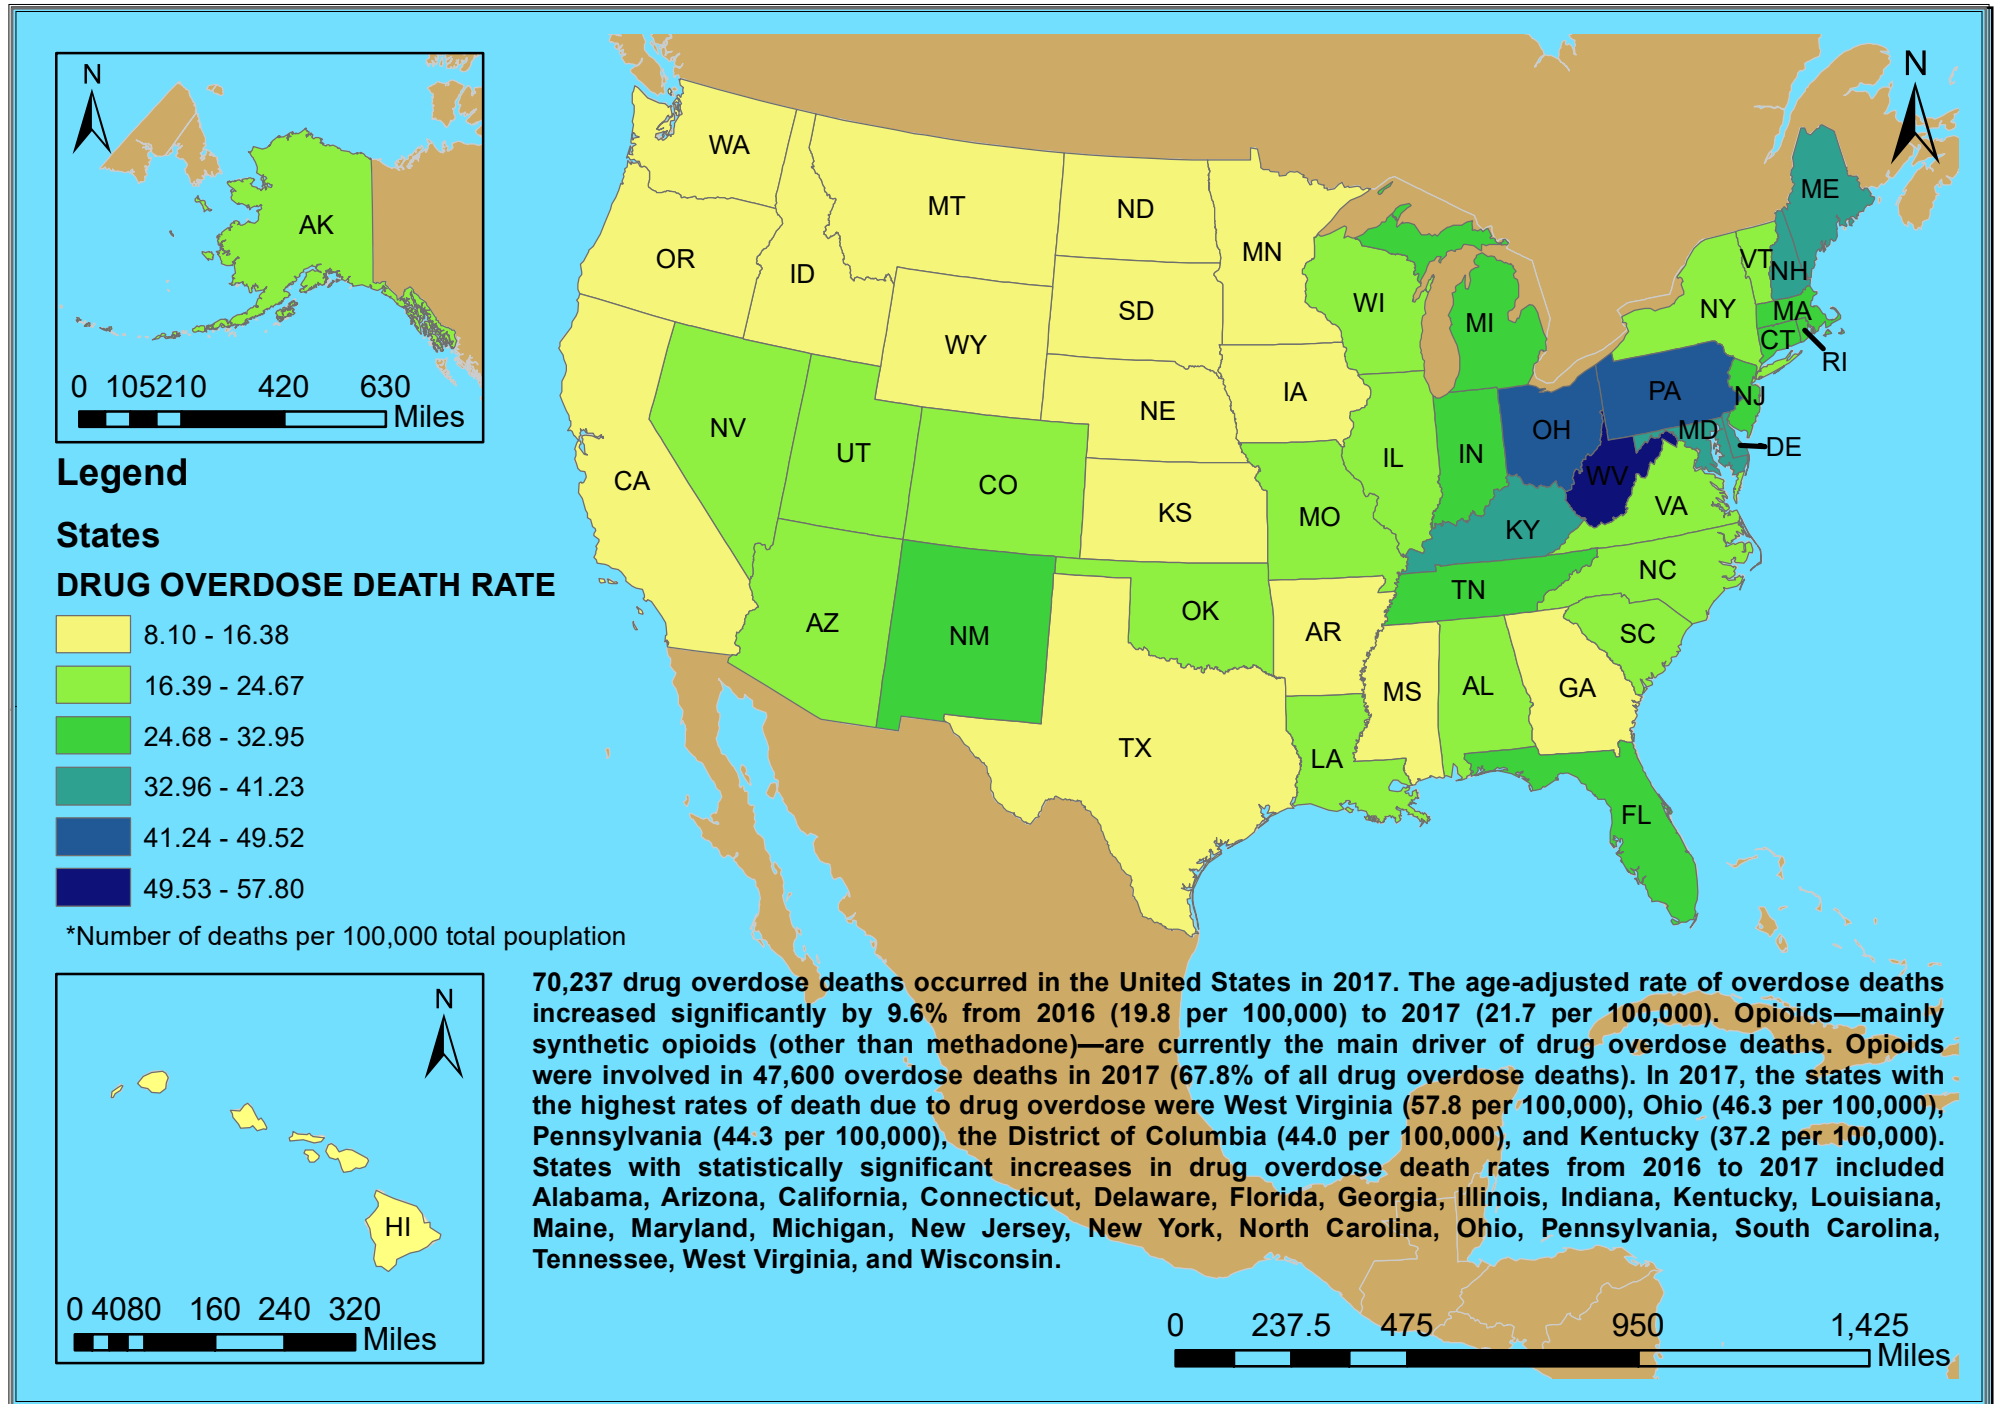 N
AK
0 105210 420 630
Miles
Legend
States
DRUG OVERDOSE DEATH RATE
8.10 - 16.38
16.39 - 24.67
24.68 - 32.95
32.96 - 41.23
41.24 - 49.52
49.53 - 57.80
*Number of deaths per 100,000 total pouplation
N
HI
0 4080 160 240 320
Miles
N
WA
MT
ND
MN
ME
OR
ID
SD
WI
VT
NH
WY
MI
NY
MA
CT
RI
NE
IA
PA
NJ
NV
UT
OH
MD
DE
CA
CO
IL
IN
WV
KS
MO
VA
KY
NC
TN
AZ
NM
OK
AR
SC
MS
AL
GA
TX
LA
FL
70,237 drug overdose deaths occurred in the United States in 2017. The age-adjusted rate of overdose deaths
increased significantly by 9.6% from 2016 (19.8 per 100,000) to 2017 (21.7 per 100,000). Opioids—mainly
synthetic opioids (other than methadone)—are currently the main driver of drug overdose deaths. Opioids
were involved in 47,600 overdose deaths in 2017 (67.8% of all drug overdose deaths). In 2017, the states with
the highest rates of death due to drug overdose were West Virginia (57.8 per 100,000), Ohio (46.3 per 100,000),
Pennsylvania (44.3 per 100,000), the District of Columbia (44.0 per 100,000), and Kentucky (37.2 per 100,000).
States with statistically significant increases in drug overdose death rates from 2016 to 2017 included
Alabama, Arizona, California, Connecticut, Delaware, Florida, Georgia, Illinois, Indiana, Kentucky, Louisiana,
Maine, Maryland, Michigan, New Jersey, New York, North Carolina, Ohio, Pennsylvania, South Carolina,
Tennessee, West Virginia, and Wisconsin.
0 237.5 475 950 1,425
Miles